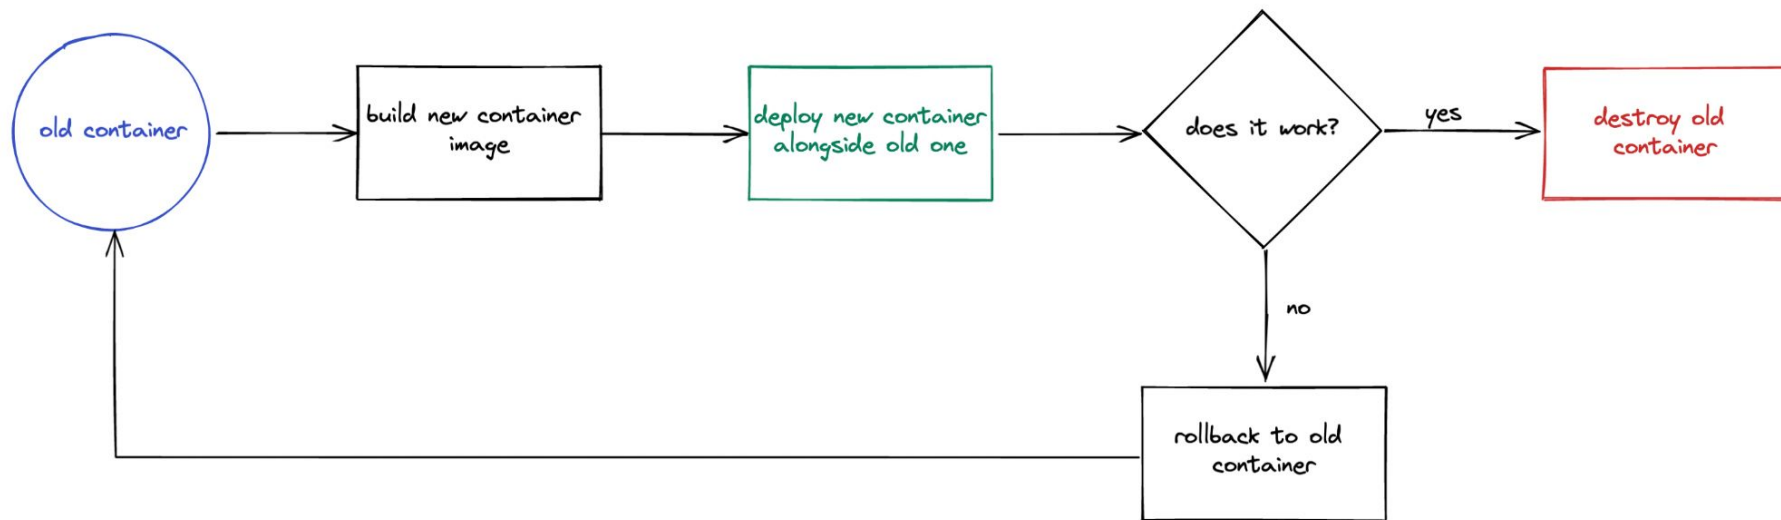 old container
build new container
image
deploy new container
alongside old one
does it work?
yes
destroy old
container
no
rollback to old
container